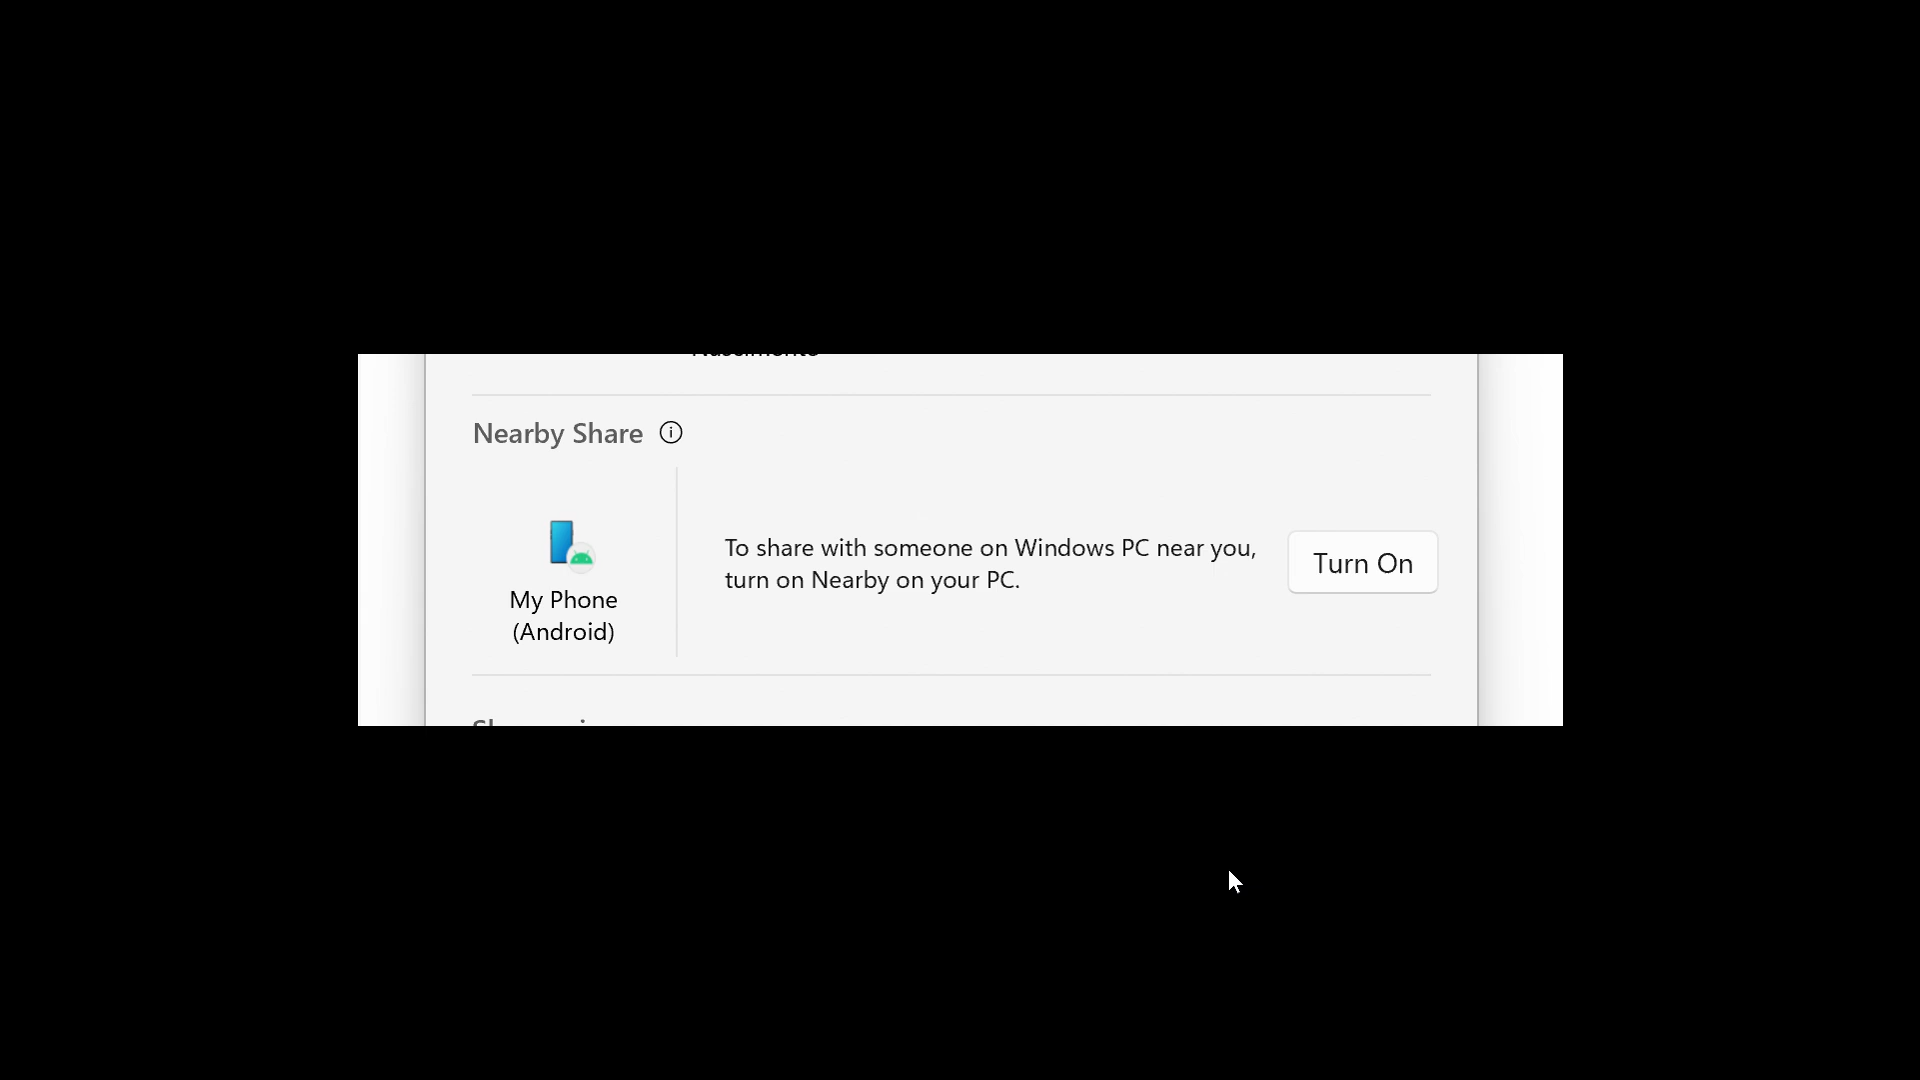 Nearby Share
My Phone
(Android)
To share with someone on Windows PC near you,
turn on Nearby on your PC.
Turn On